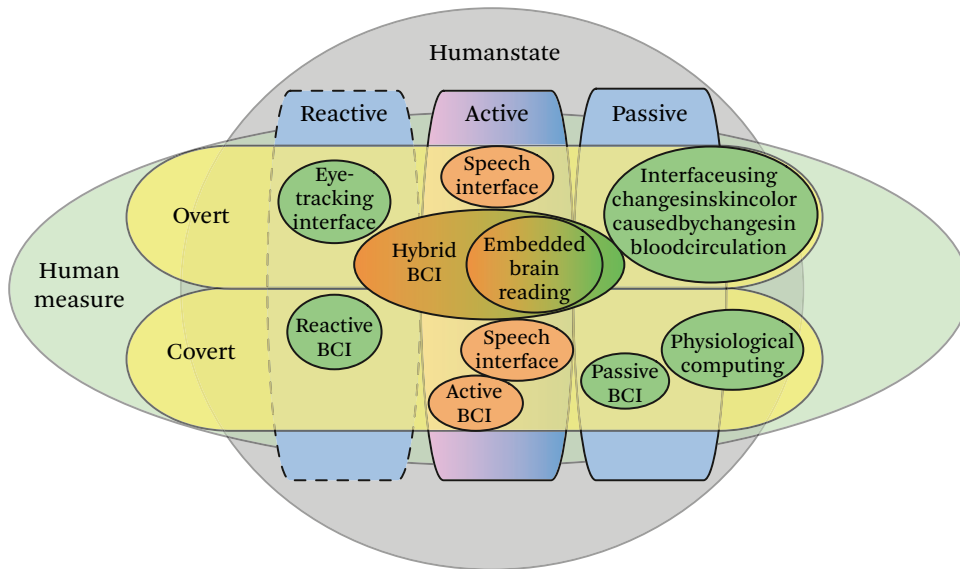 Humanstate
Reactive
Active
Passive
Human
measure
Overt
Eye-
tracking
interface
Speech
interface
Interfaceusing
changesinskincolor
causedbychangesin
bloodcirculation
Hybrid
BCI
Embedded
brain
reading
Covert
Reactive
BCI
Speech
interface
Active
BCI
Passive
BCI
Physiological
computing